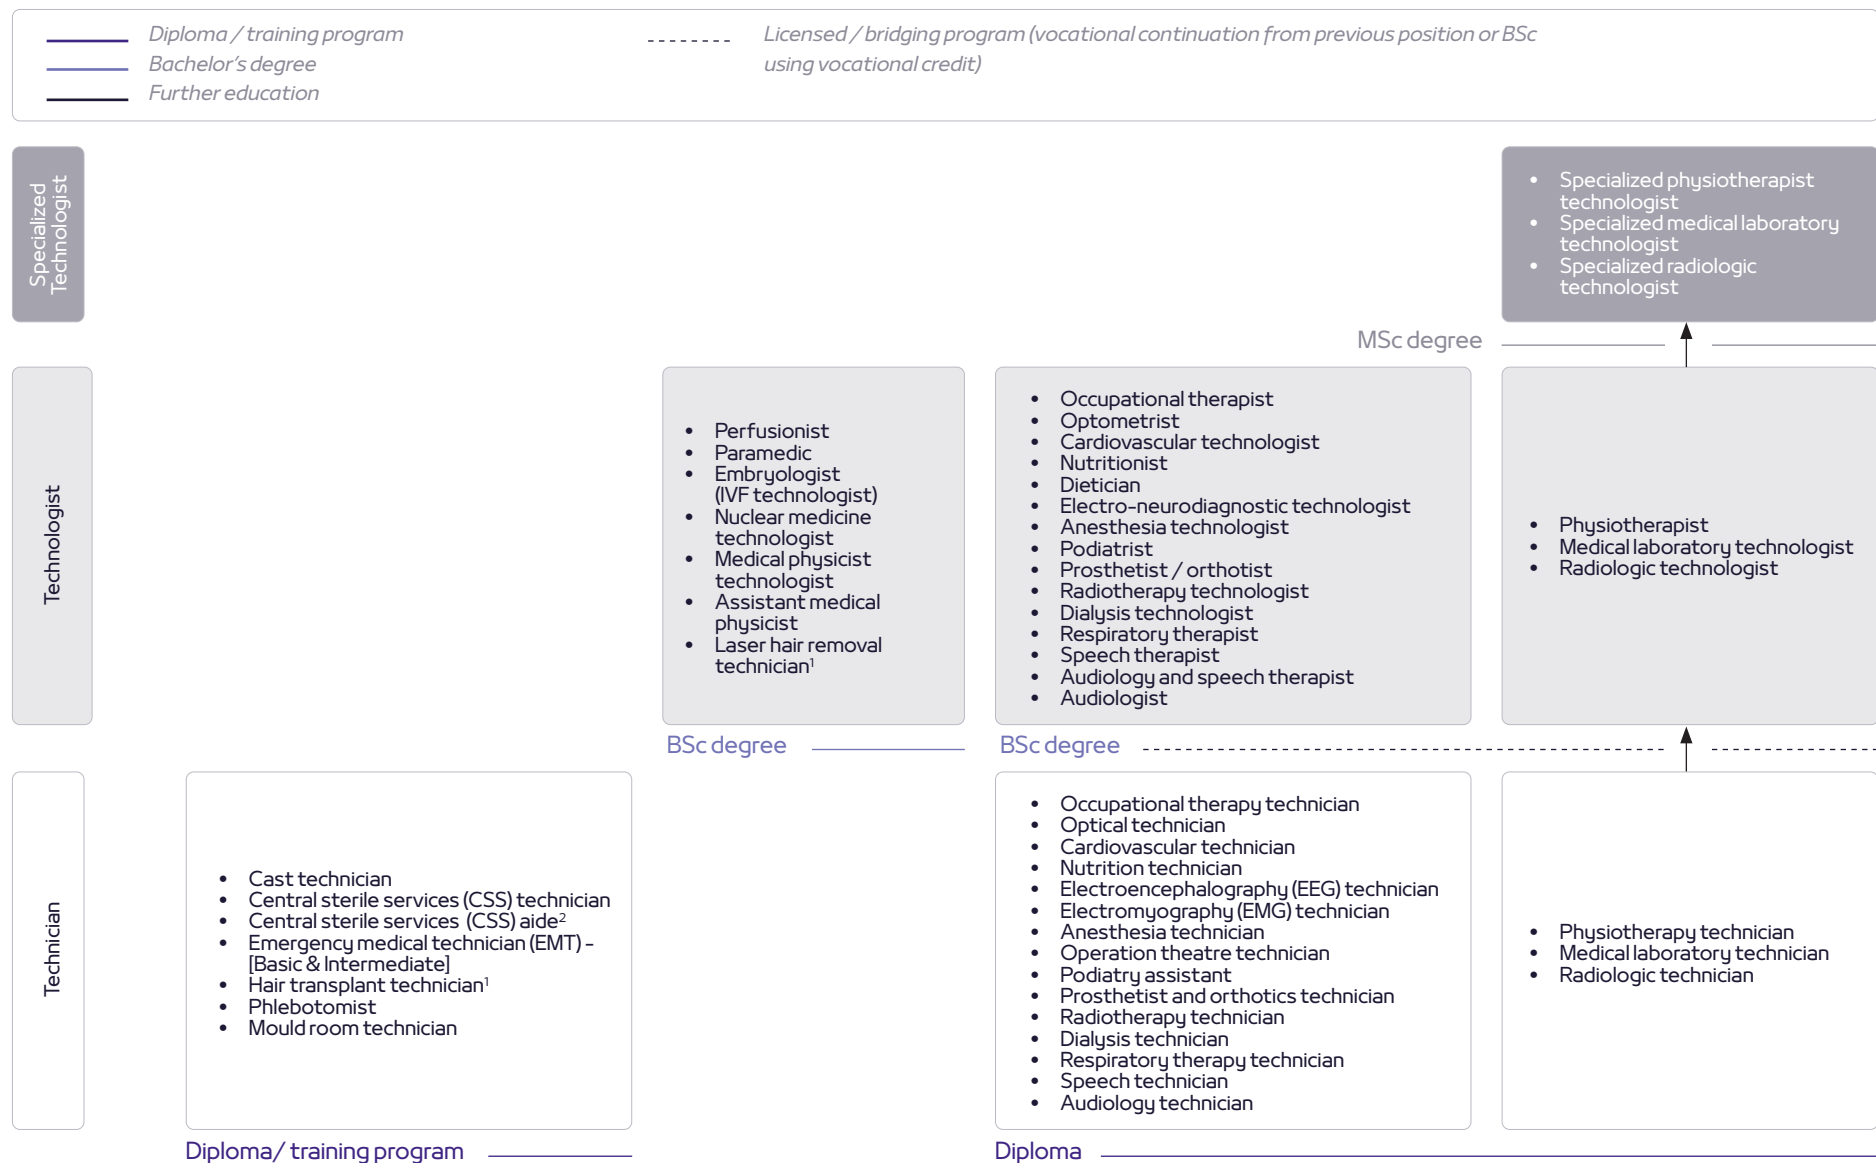 Diploma / training program
Bachelor's degree
Further education
Licensed / bridging program (vocational continuation from previous position or BSc
using vocational credit)
Specialized
Technologist
• Specialized physiotherapist
technologist
• Specialized medical laboratory
technologist
• Specialized radiologic
technologist
MSc degree
Technologist
• Perfusionist
• Paramedic
• Embryologist
(IVF technologist)
• Nuclear medicine
technologist
• Medical physicist
technologist
• Assistant medical
physicist
• Laser hair removal
technician¹
• Occupational therapist
• Optometrist
• Cardiovascular technologist
• Nutritionist
• Dietician
• Electro-neurodiagnostic technologist
• Anesthesia technologist
• Podiatrist
• Prosthetist / orthotist
• Radiotherapy technologist
• Dialysis technologist
• Respiratory therapist
• Speech therapist
• Audiology and speech therapist
• Audiologist
• Physiotherapist
• Medical laboratory technologist
• Radiologic technologist
BSc degree
BSc degree
Technician
• Cast technician
• Central sterile services (CSS) technician
• Central sterile services (CSS) aide²
• Emergency medical technician (EMT) -
[Basic & Intermediate]
• Hair transplant technician¹
• Phlebotomist
• Mould room technician
• Occupational therapy technician
• Optical technician
• Cardiovascular technician
• Nutrition technician
• Electroencephalography (EEG) technician
• Electromyography (EMG) technician
• Anesthesia technician
• Operation theatre technician
• Podiatry assistant
• Prosthetist and orthotics technician
• Radiotherapy technician
• Dialysis technician
• Respiratory therapy technician
• Speech technician
• Audiology technician
• Physiotherapy technician
• Medical laboratory technician
• Radiologic technician
Diploma/ training program
Diploma